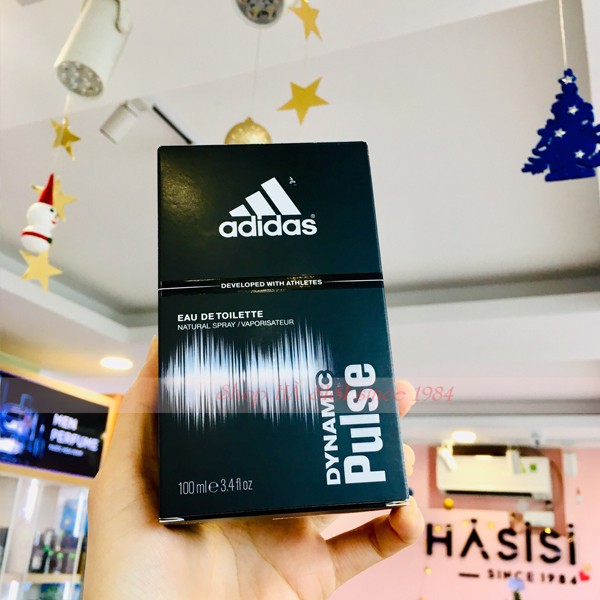 adidas®
DEVELOPED WITH ATHLETES
EAU DE TOILETTE
NATURAL SPRAY / VAPORISATEUR
DYNAMIC
Pulse
100 ml e 3.4 fl oz
MEN
PERFUME
HASISI
SINCE 1984